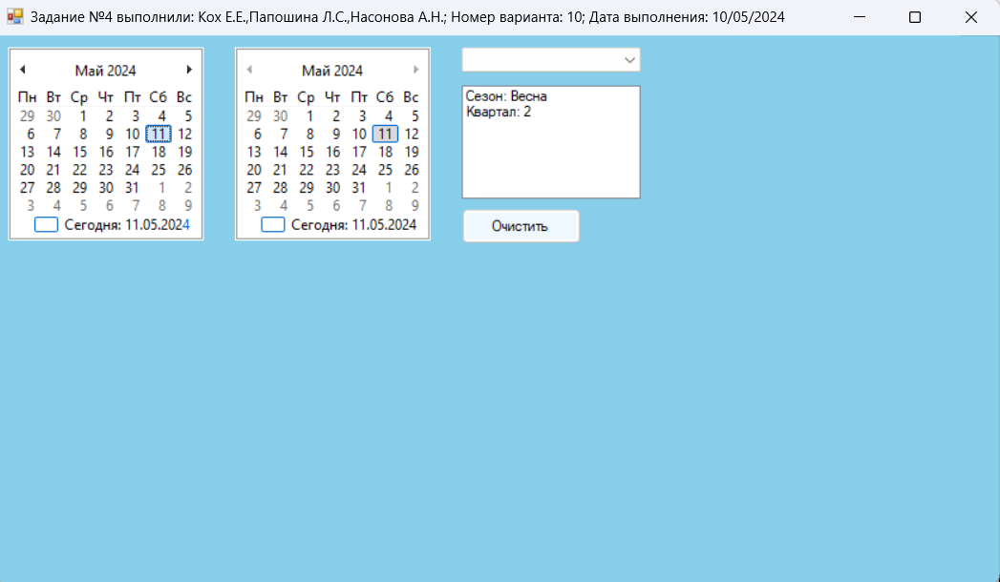 Задание №4 выполнили: Кох Е.Е.,Папошина Л.С.,Насонова А.Н.; Номер варианта: 10; Дата выполнения: 10/05/2024
Май 2024
Пн Вт Ср Чт Пт Сб Вс
29 30 1 2 3 4 5
6 7 8 9 10 11 12
13 14 15 16 17 18 19
20 21 22 23 24 25 26
27 28 29 30 31 1 2
3 4 5 6 7 8 9
Сегодня: 11.05.2024
Май 2024
Пн Вт Ср Чт Пт Сб Вс
29 30 1 2 3 4 5
6 7 8 9 10 11 12
13 14 15 16 17 18 19
20 21 22 23 24 25 26
27 28 29 30 31 1 2
3 4 5 6 7 8 9
Сегодня: 11.05.2024
Сезон: Весна
Квартал: 2
Очистить